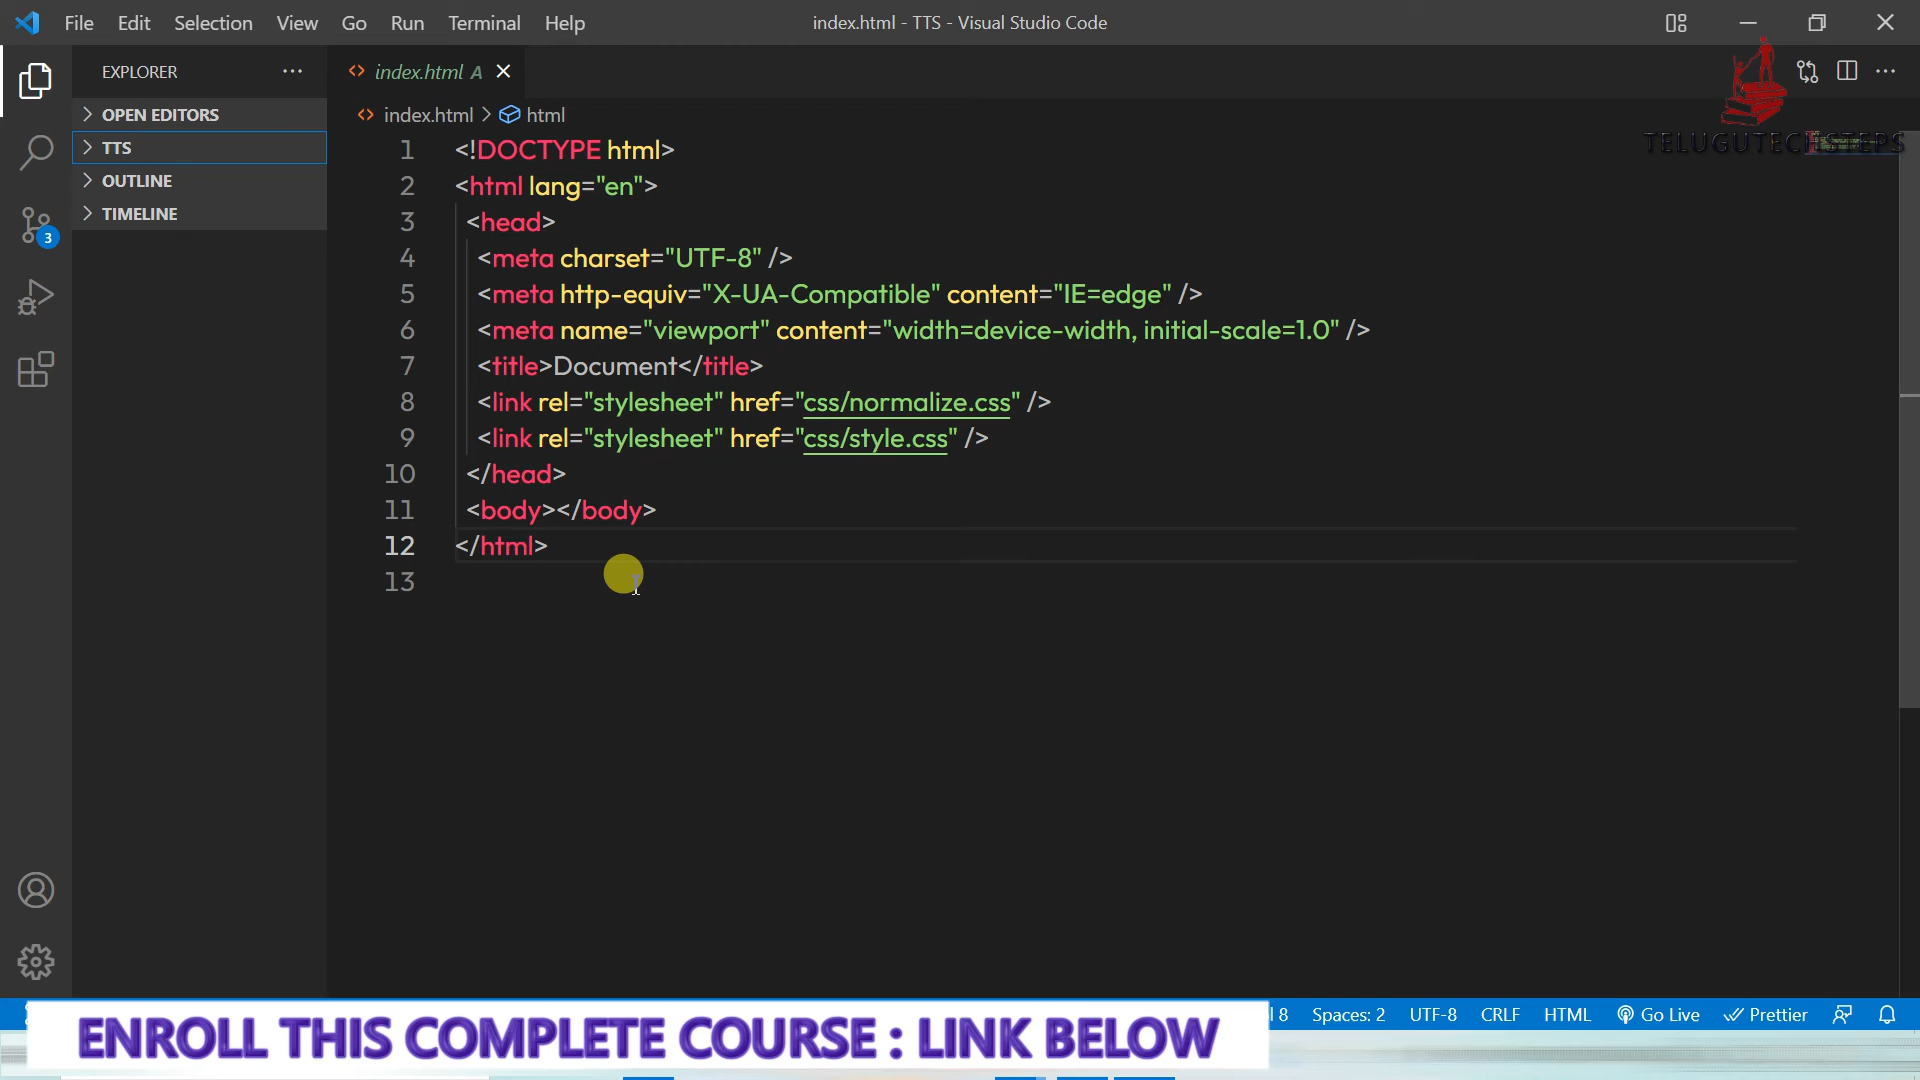 File Edit Selection View Go Run Terminal Help
index.html - TTS - Visual Studio Code
EXPLORER
OPEN EDITORS
TTS
OUTLINE
TIMELINE
3
index.html A
index.html > html
TELUGUTECHSTEPS
1 <!DOCTYPE html>
2 <html lang="en">
3 <head>
4 <meta charset="UTF-8" />
5 <meta http-equiv="X-UA-Compatible" content="IE=edge" />
6 <meta name="viewport" content="width=device-width, initial-scale=1.0" />
7 <title>Document</title>
8 <link rel="stylesheet" href="css/normalize.css" />
9 <link rel="stylesheet" href="css/style.css" />
10 </head>
11 <body></body>
12 </html>
13
ENROLL THIS COMPLETE COURSE : LINK BELOW
8 Spaces: 2 UTF-8 CRLF HTML Go Live Prettier